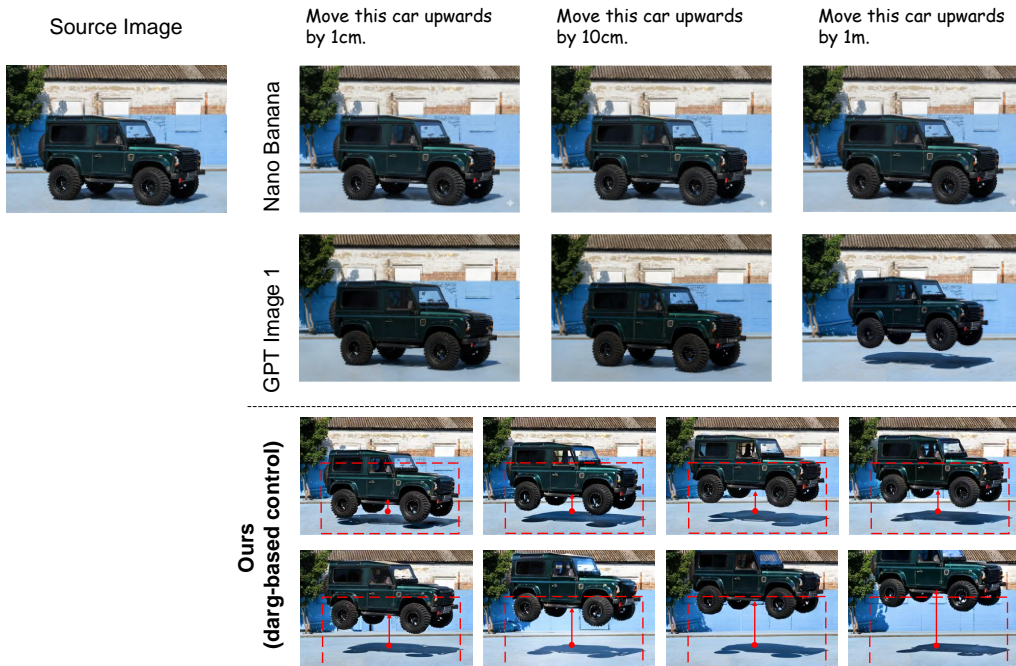 Source Image
Move this car upwards
by 1cm.
Move this car upwards
by 10cm.
Move this car upwards
by 1m.
Nano Banana
GPT Image 1
Ours
(darg-based control)